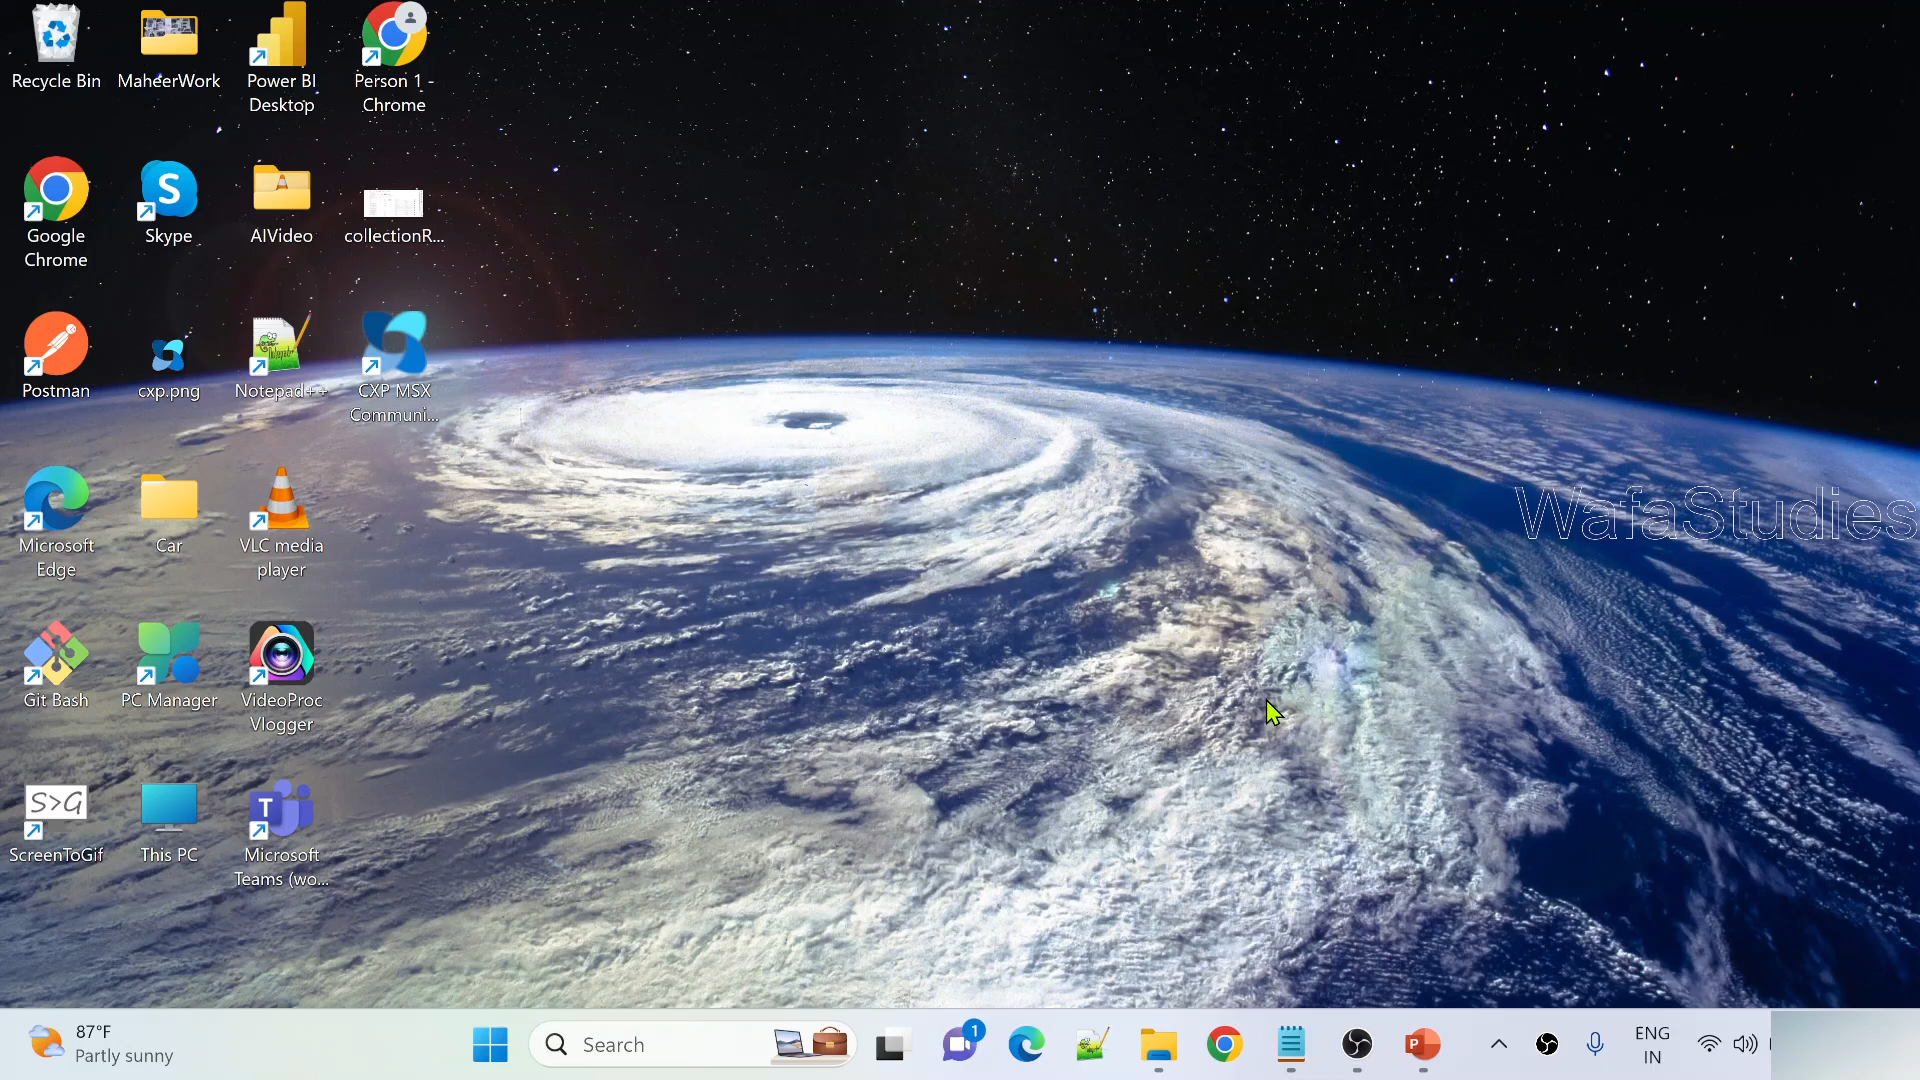 Recycle Bin
MaheerWork
Power BI
Desktop
Person 1 -
Chrome
Google
Chrome
S
Skype
AIVideo
collectionR...
Postman
cxp.png
Notepad++
CXP MSX
Communi...
Microsoft
Edge
Car
VLC media
player
WafaStudies
Git Bash
PC Manager
VideoProc
Vlogger
S>G
ScreenToGif
This PC
T
Microsoft
Teams (wo...
87°F
Partly sunny
Search
1
P
ENG
IN